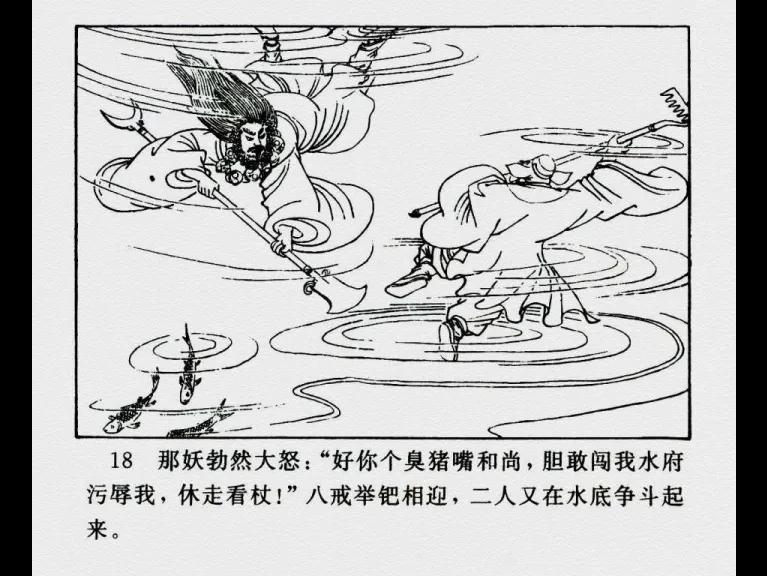 18 那妖勃然大怒：“好你个臭猪嘴和尚，胆敢闯我水府
污辱我，休走看杖！”八戒举钯相迎，二人又在水底争斗起
来。